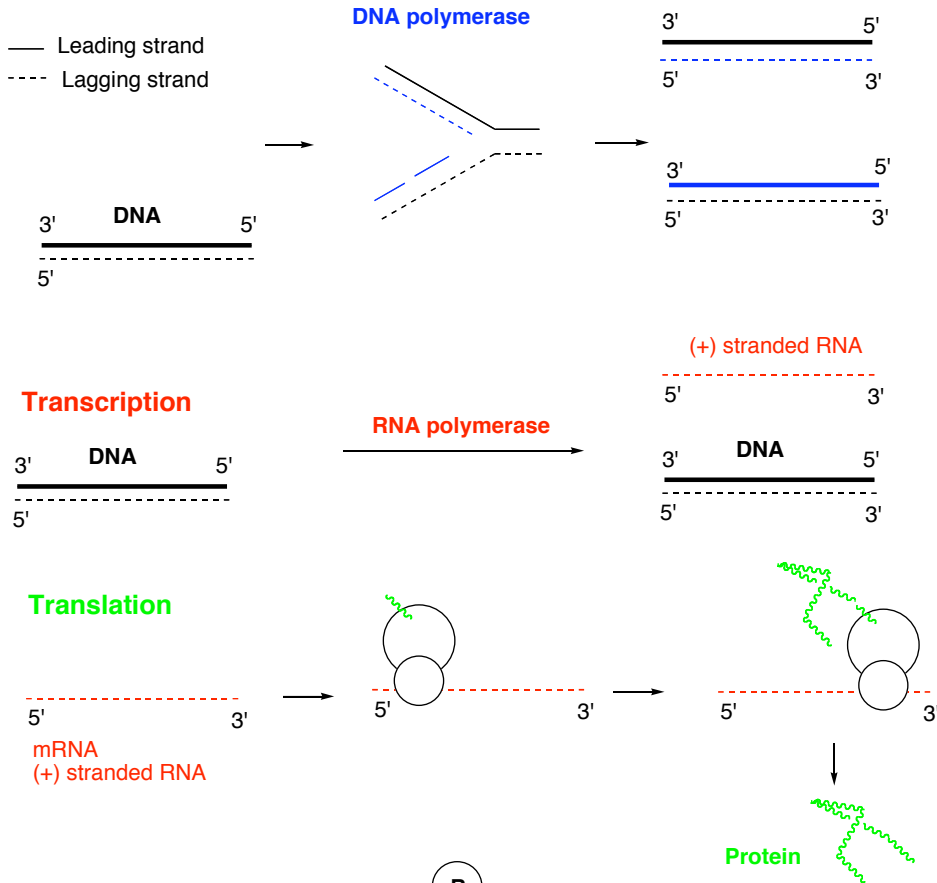 DNA polymerase
Leading strand
Lagging strand
3' 5'
5' 3'
3' 5'
5' 3'
DNA
3' 5'
5'
(+) stranded RNA
5' 3'
Transcription
RNA polymerase
DNA
3' 5'
5'
DNA
3' 5'
5' 3'
Translation
5' 3'
mRNA
(+) stranded RNA
5' 3'
5' 3'
Protein